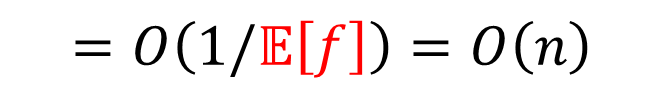 = 𝑂(1/𝔼[𝑓]) = 𝑂(𝑛)